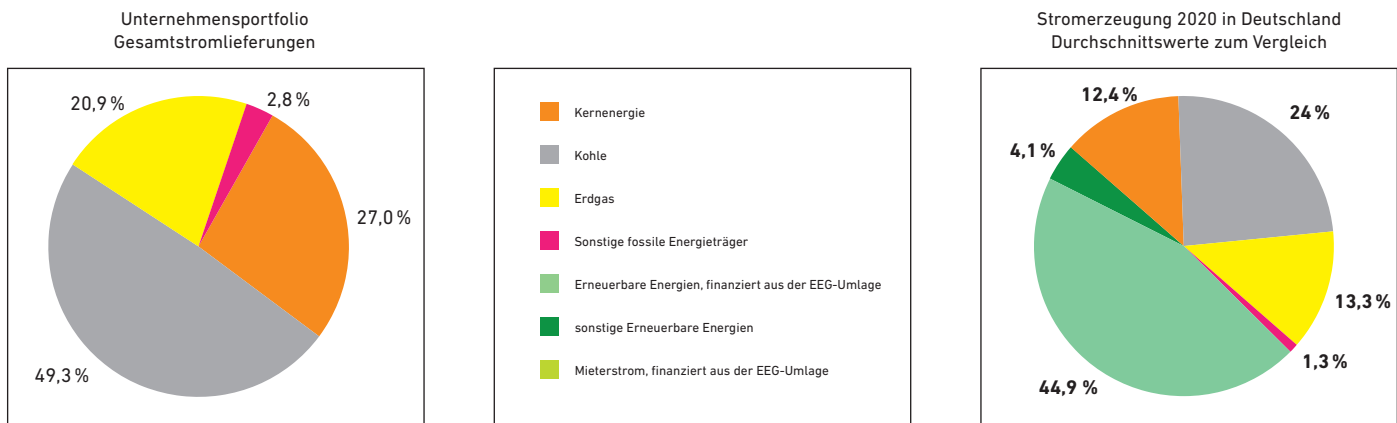 Unternehmensportfolio
Gesamtstromlieferungen
20,9 %
2,8 %
27,0 %
49,3 %
Kernenergie
Kohle
Erdgas
Sonstige fossile Energieträger
Erneuerbare Energien, finanziert aus der EEG-Umlage
sonstige Erneuerbare Energien
Mieterstrom, finanziert aus der EEG-Umlage
Stromerzeugung 2020 in Deutschland
Durchschnittswerte zum Vergleich
12,4 %
24 %
4,1 %
13,3 %
1,3 %
44,9 %